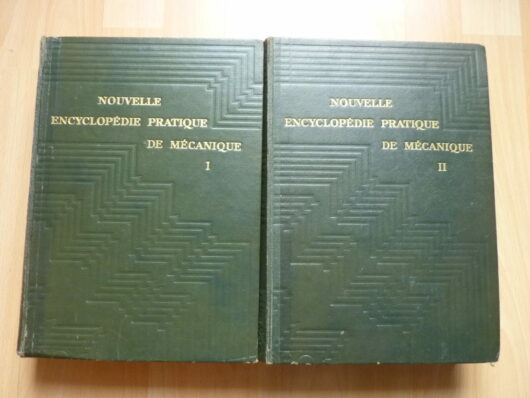 NOUVELLE
ENCYCLOPÉDIE PRATIQUE
DE MÉCANIQUE
I
NOUVELLE
ENCYCLOPÉDIE PRATIQUE
DE MÉCANIQUE
II